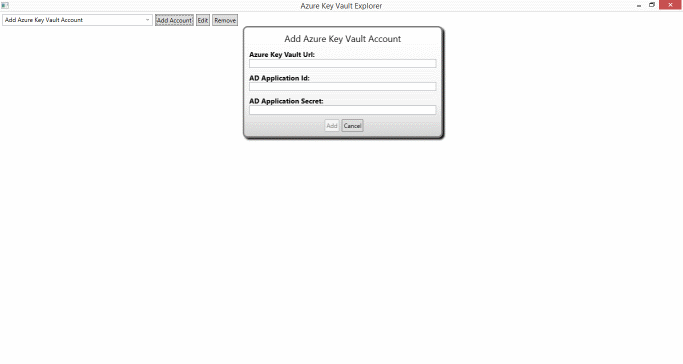 Azure Key Vault Explorer
Add Azure Key Vault Account Add Account Edit Remove
Add Azure Key Vault Account
Azure Key Vault Url:
AD Application Id:
AD Application Secret:
Add Cancel